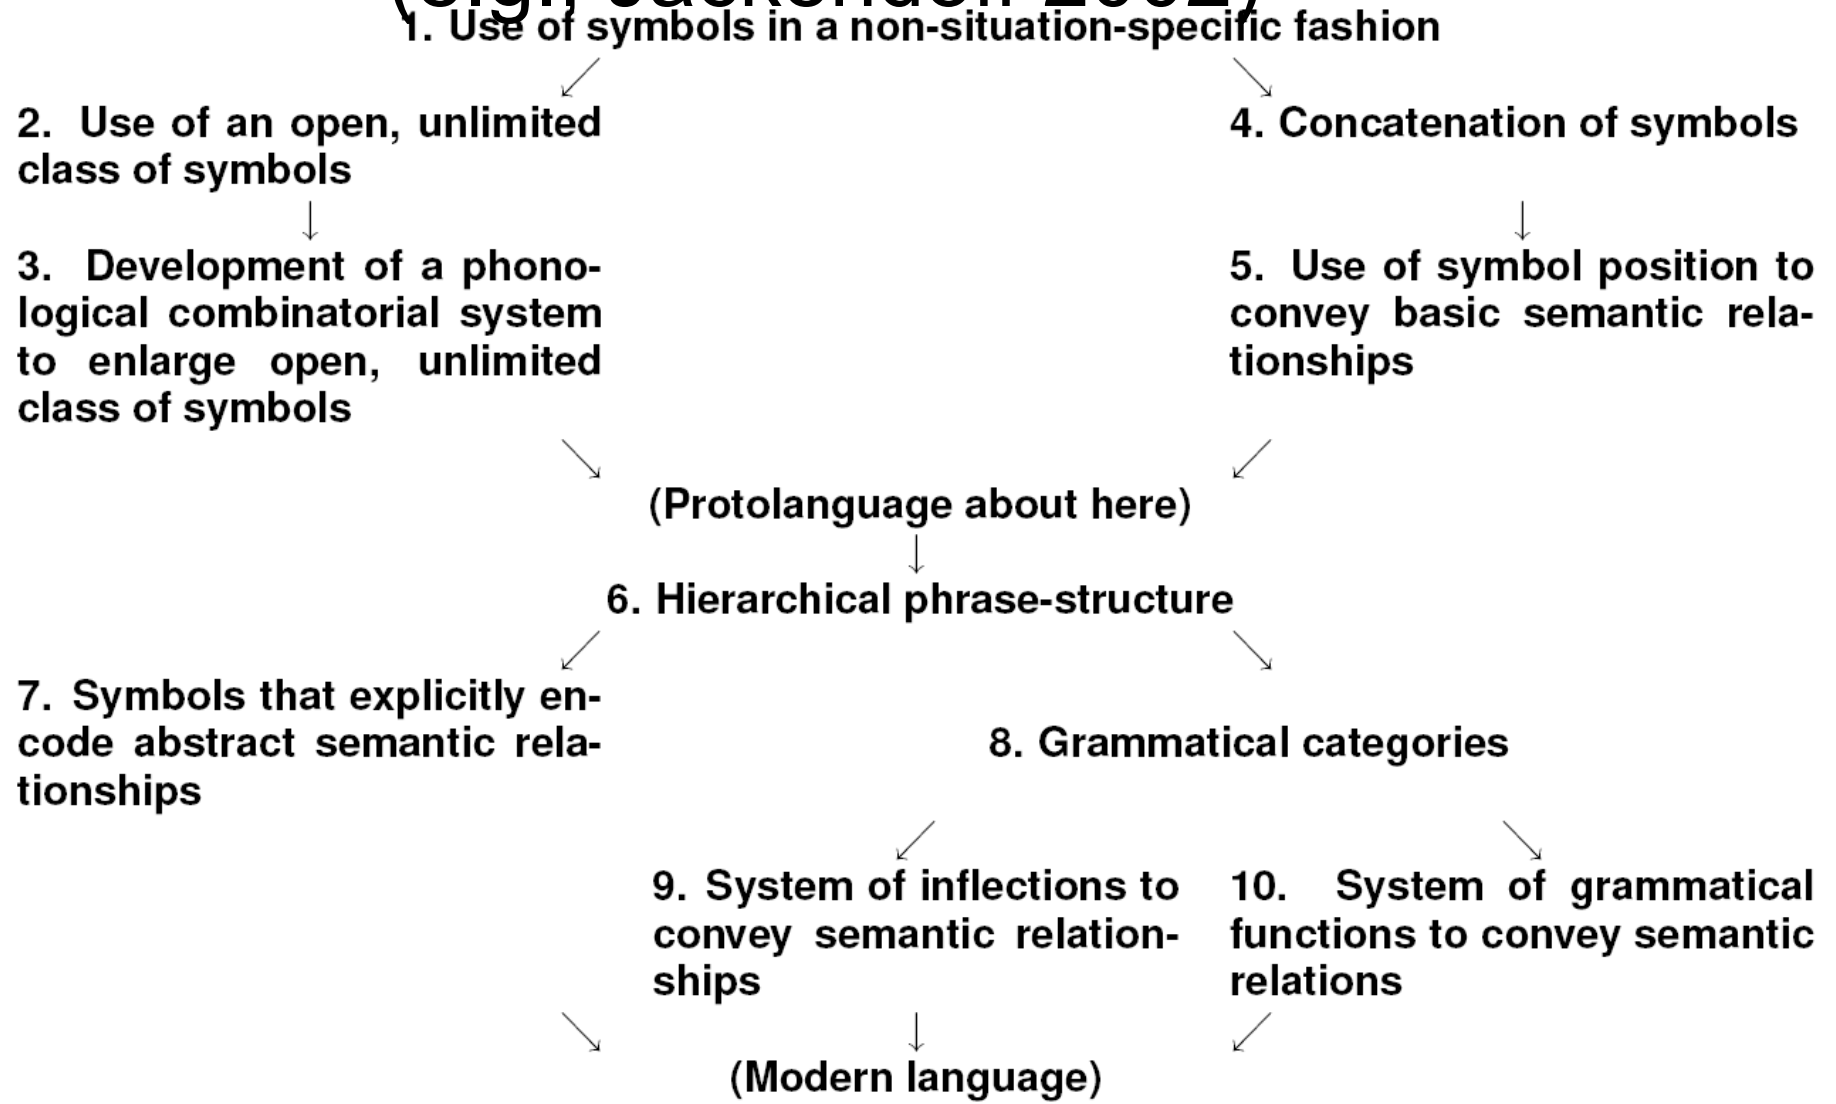 (e.g., Jackendoff 2002)
1. Use of symbols in a non-situation-specific fashion
2. Use of an open, unlimited
class of symbols
3. Development of a phono-
logical combinatorial system
to enlarge open, unlimited
class of symbols
4. Concatenation of symbols
5. Use of symbol position to
convey basic semantic rela-
tionships
(Protolanguage about here)
6. Hierarchical phrase-structure
7. Symbols that explicitly en-
code abstract semantic rela-
tionships
8. Grammatical categories
9. System of inflections to
convey semantic relation-
ships
10. System of grammatical
functions to convey semantic
relations
(Modern language)